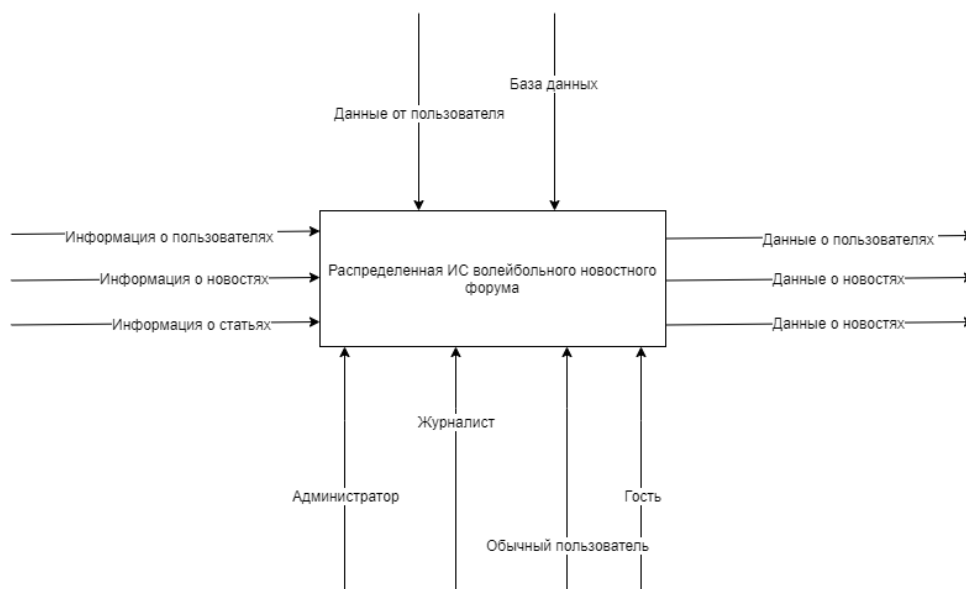 База данных
Данные от пользователя
Информация о пользователях
Информация о новостях
Информация о статьях
Распределенная ИС волейбольного новостного
форума
Данные о пользователях
Данные о новостях
Данные о новостях
Журналист
Администратор
Гость
Обычный пользователь